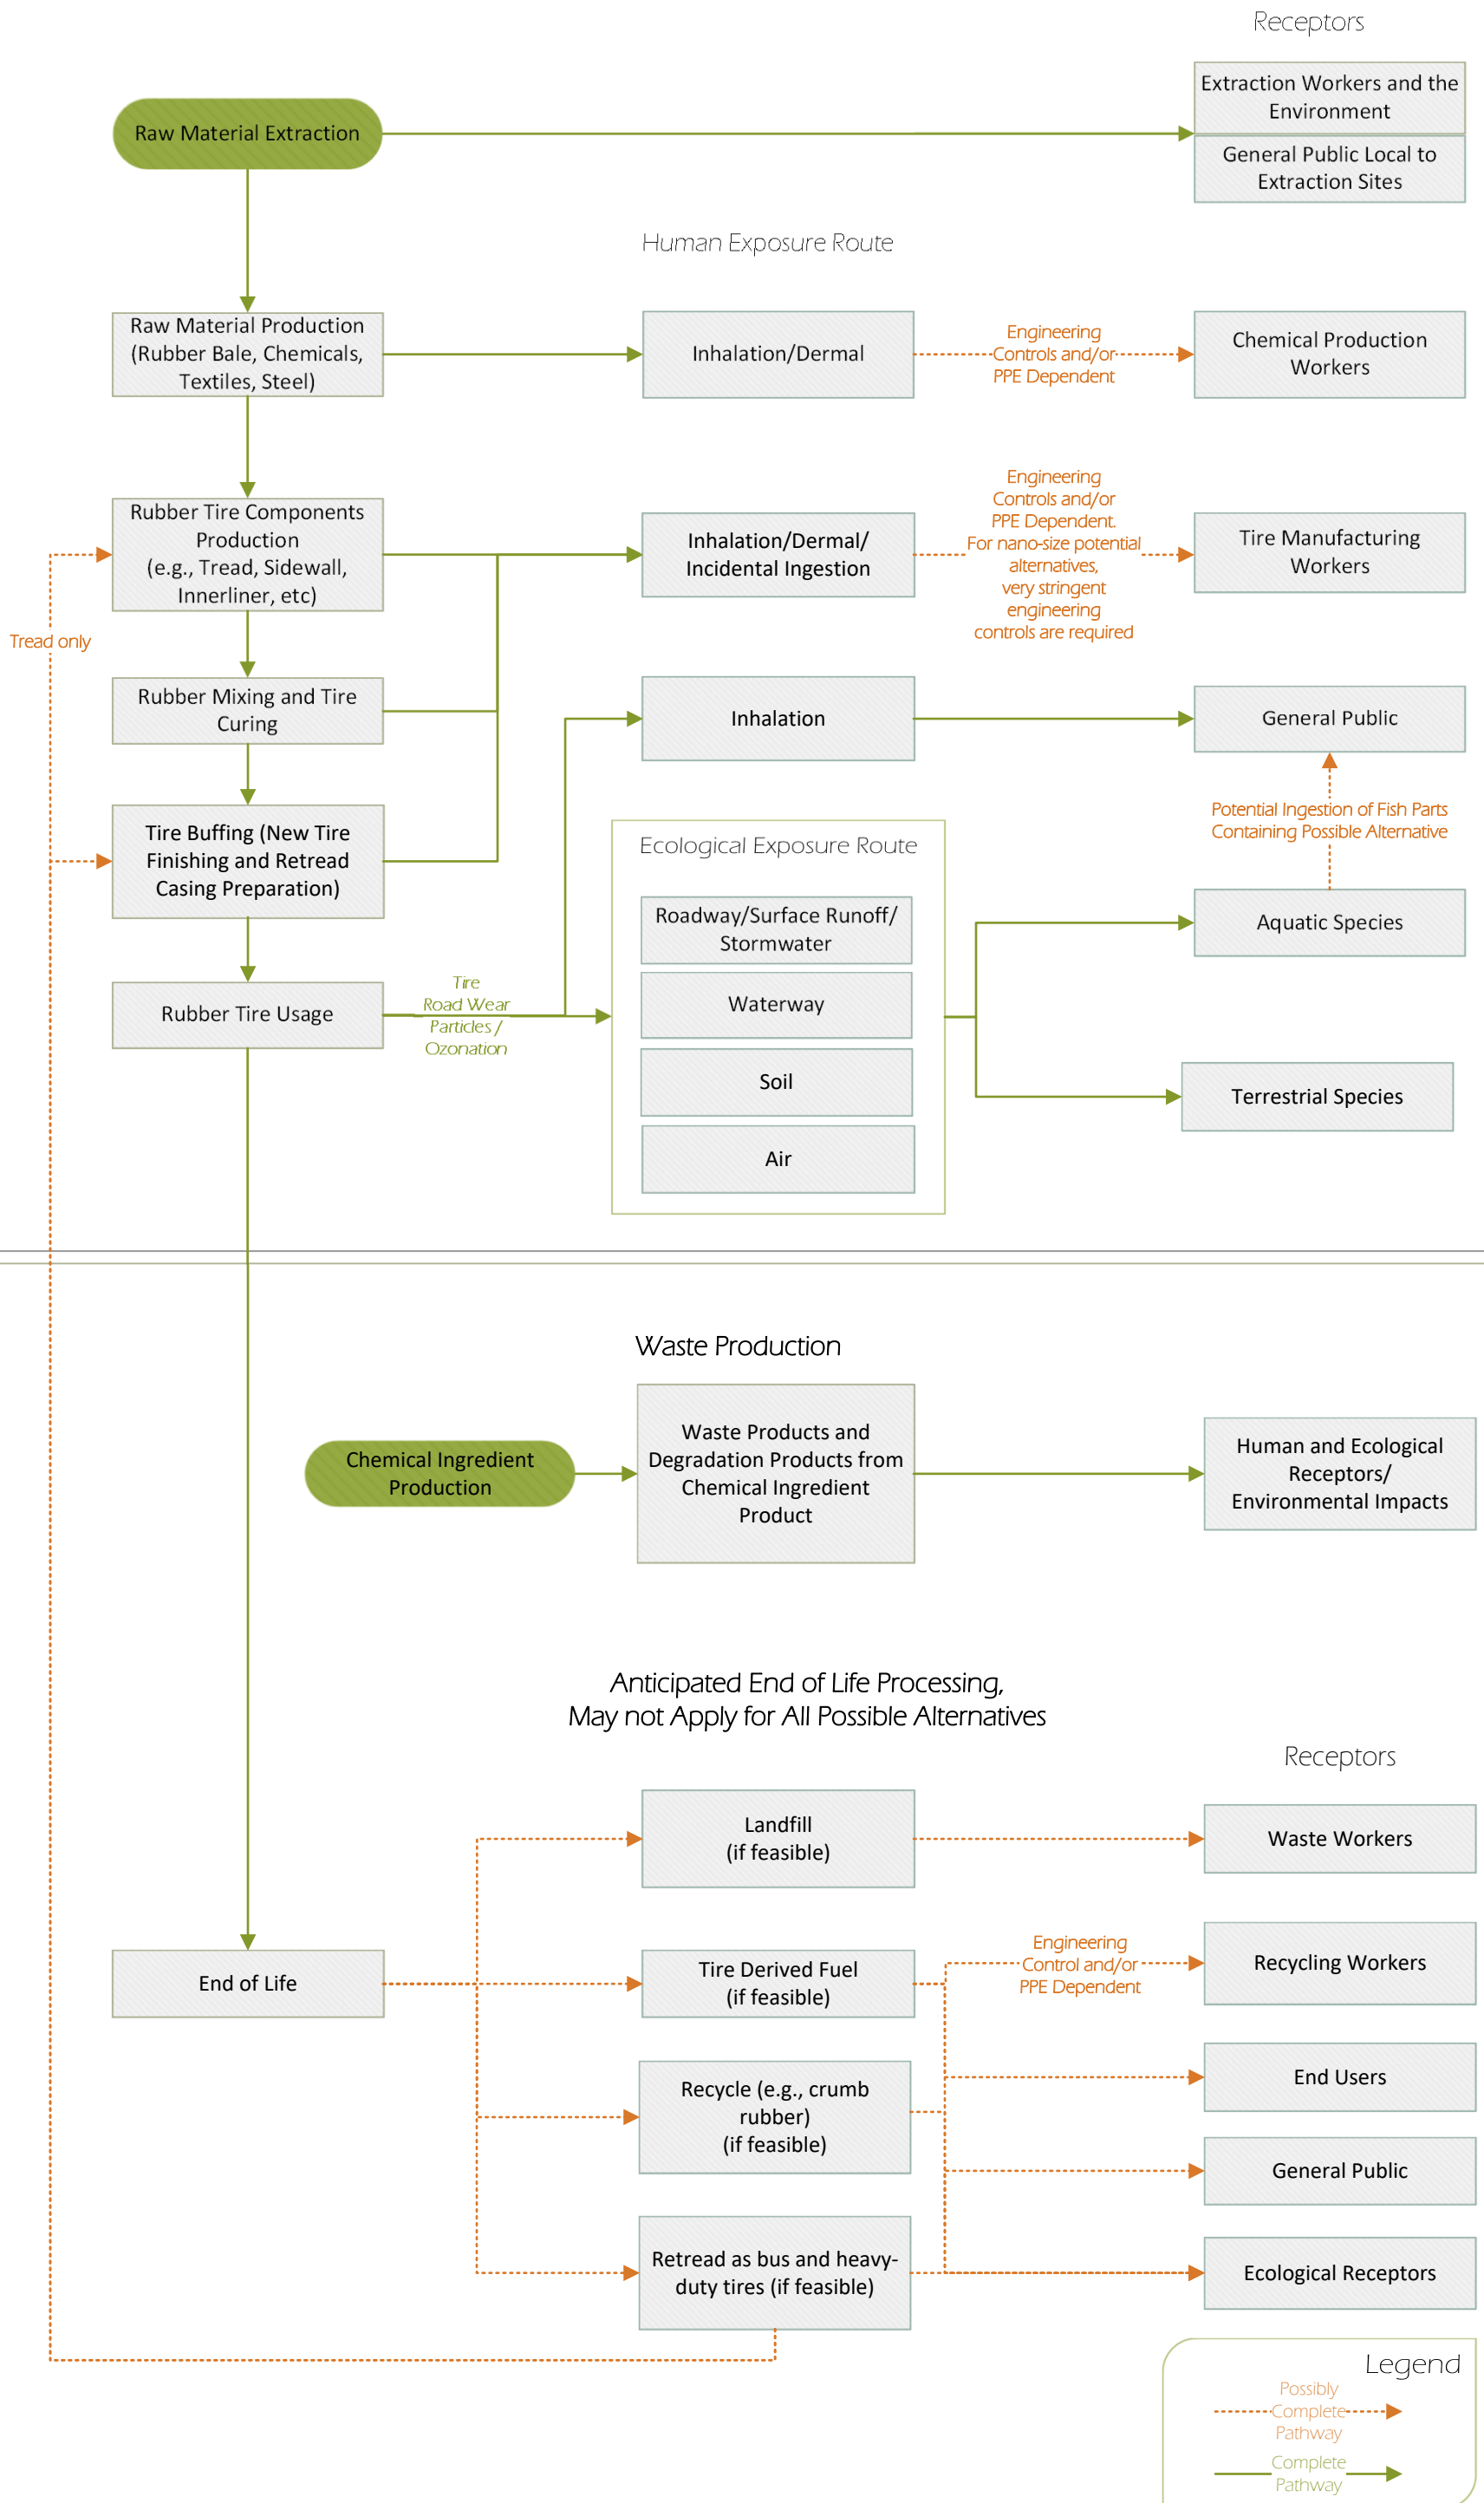 Receptors
Raw Material Extraction
Extraction Workers and the
Environment
General Public Local to
Extraction Sites
Human Exposure Route
Raw Material Production
(Rubber Bale, Chemicals,
Textiles, Steel)
Inhalation/Dermal
Engineering
Controls and/or
PPE Dependent
Chemical Production
Workers
Rubber Tire Components
Production
(e.g., Tread, Sidewall,
Innerliner, etc)
Inhalation/Dermal/
Incidental Ingestion
Engineering
Controls and/or
PPE Dependent.
For nano-size potential
alternatives,
very stringent
engineering
controls are required
Tire Manufacturing
Workers
Tread only
Rubber Mixing and Tire
Curing
Inhalation
General Public
Tire Buffing (New Tire
Finishing and Retread
Casing Preparation)
Potential Ingestion of Fish Parts
Containing Possible Alternative
Ecological Exposure Route
Roadway/Surface Runoff/
Stormwater
Aquatic Species
Rubber Tire Usage
Tire
Road Wear
Particles /
Ozonation
Waterway
Soil
Terrestrial Species
Air
Waste Production
Chemical Ingredient
Production
Waste Products and
Degradation Products from
Chemical Ingredient
Product
Human and Ecological
Receptors/
Environmental Impacts
Anticipated End of Life Processing,
May not Apply for All Possible Alternatives
Receptors
Landfill
(if feasible)
Waste Workers
End of Life
Tire Derived Fuel
(if feasible)
Engineering
Control and/or
PPE Dependent
Recycling Workers
Recycle (e.g., crumb
rubber)
(if feasible)
End Users
General Public
Retread as bus and heavy-
duty tires (if feasible)
Ecological Receptors
Legend
Possibly
Complete
Pathway
Complete
Pathway